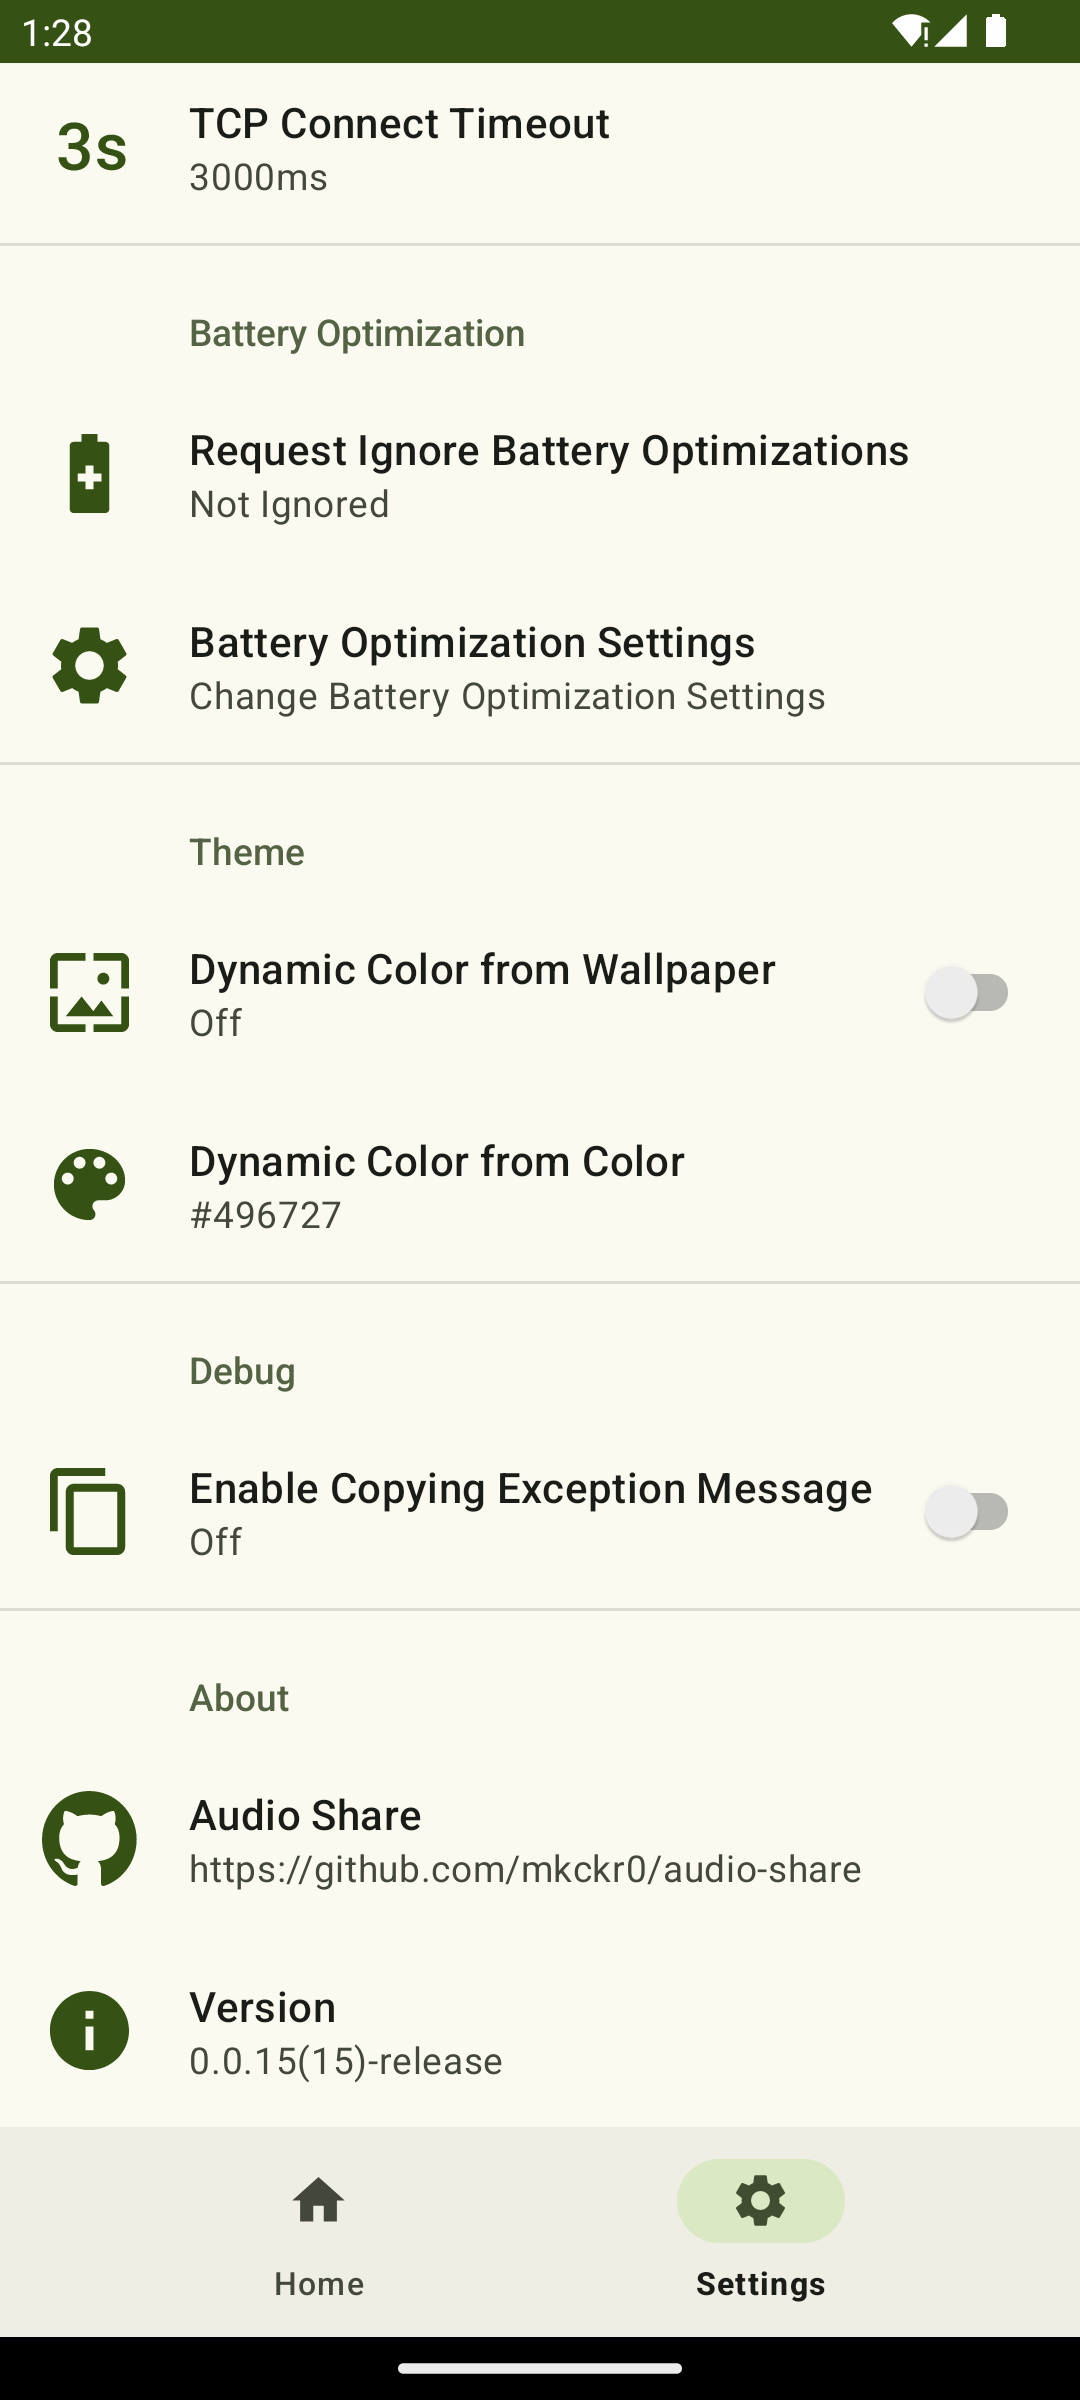 1:28
3s
TCP Connect Timeout
3000ms
Battery Optimization
Request Ignore Battery Optimizations
Not Ignored
Battery Optimization Settings
Change Battery Optimization Settings
Theme
Dynamic Color from Wallpaper
Off
Dynamic Color from Color
#496727
Debug
Enable Copying Exception Message
Off
About
Audio Share
https://github.com/mkckr0/audio-share
Version
0.0.15(15)-release
Home
Settings